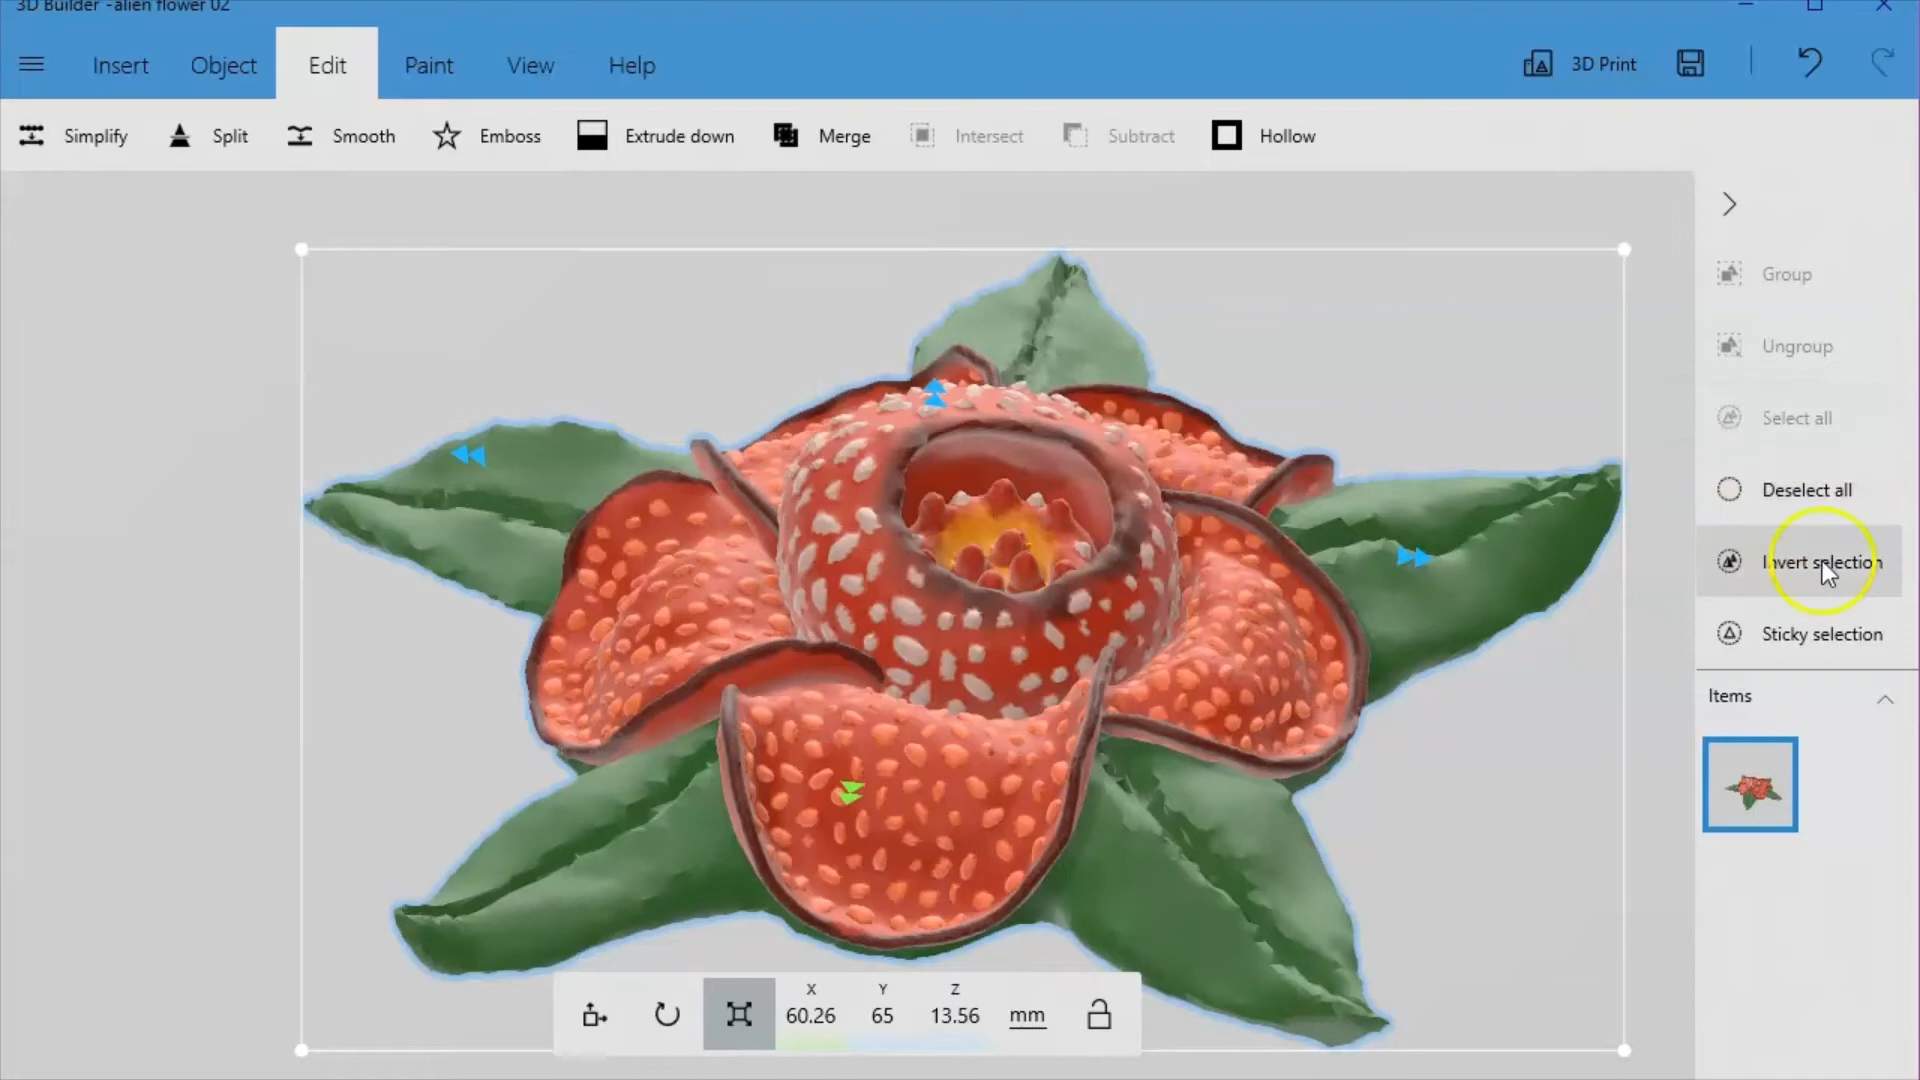 3D Builder -alien flower 02
Insert Object Edit Paint View Help 3D Print
Simplify Split Smooth Emboss Extrude down Merge Intersect Subtract Hollow
Group
Ungroup
Select all
Deselect all
Invert selection
Sticky selection
Items
X Y Z
60.26 65 13.56 mm